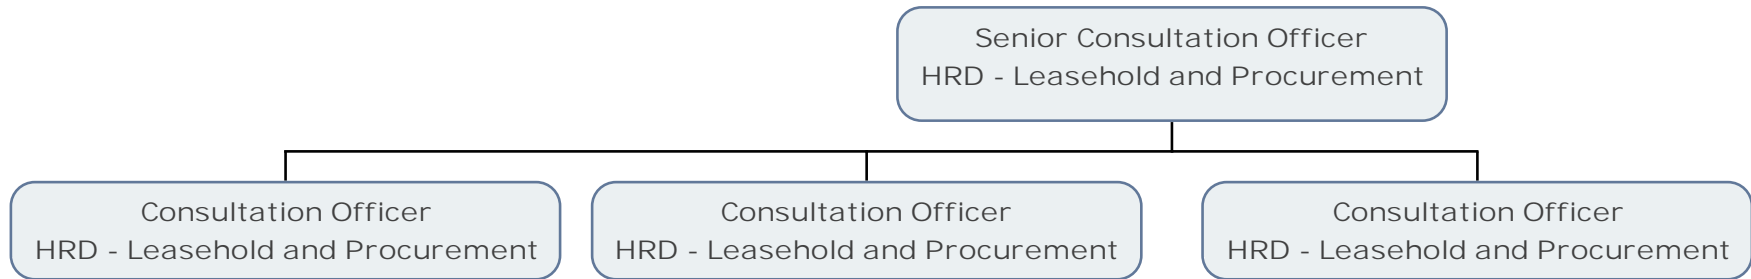 Senior Consultation Officer
HRD - Leasehold and Procurement
Consultation Officer
HRD - Leasehold and Procurement
Consultation Officer
HRD - Leasehold and Procurement
Consultation Officer
HRD - Leasehold and Procurement